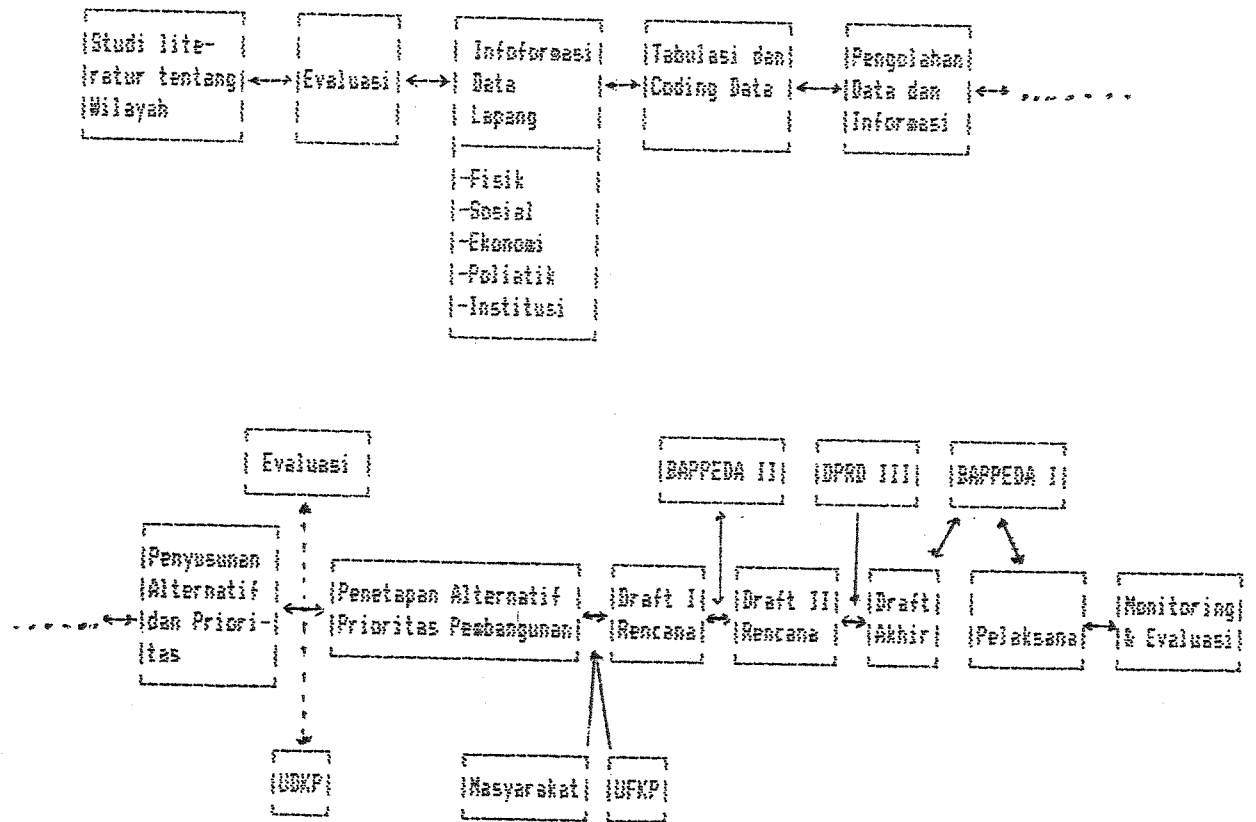 Studi lite-
ratur tentang
Wilayah
Evaluasi
Infoformasi
Data
Lapang
-Fisik
-Sosial
-Ekonomi
-Poliatik
-Institusi
Tabulasi dan
Coding Data
Pengolahan
Data dan
Informasi
Evaluasi
BAPPEDA II
DPRD III
BAPPEDA I
Penyusunan
Alternatif
dan Priori-
tas
Penetapan Alternatif
Prioritas Pembangunan
Draft I
Rencana
Draft II
Rencana
Draft
Akhir
Pelaksana
Monitoring
& Evaluasi
UDKP
Masyarakat
UFKP